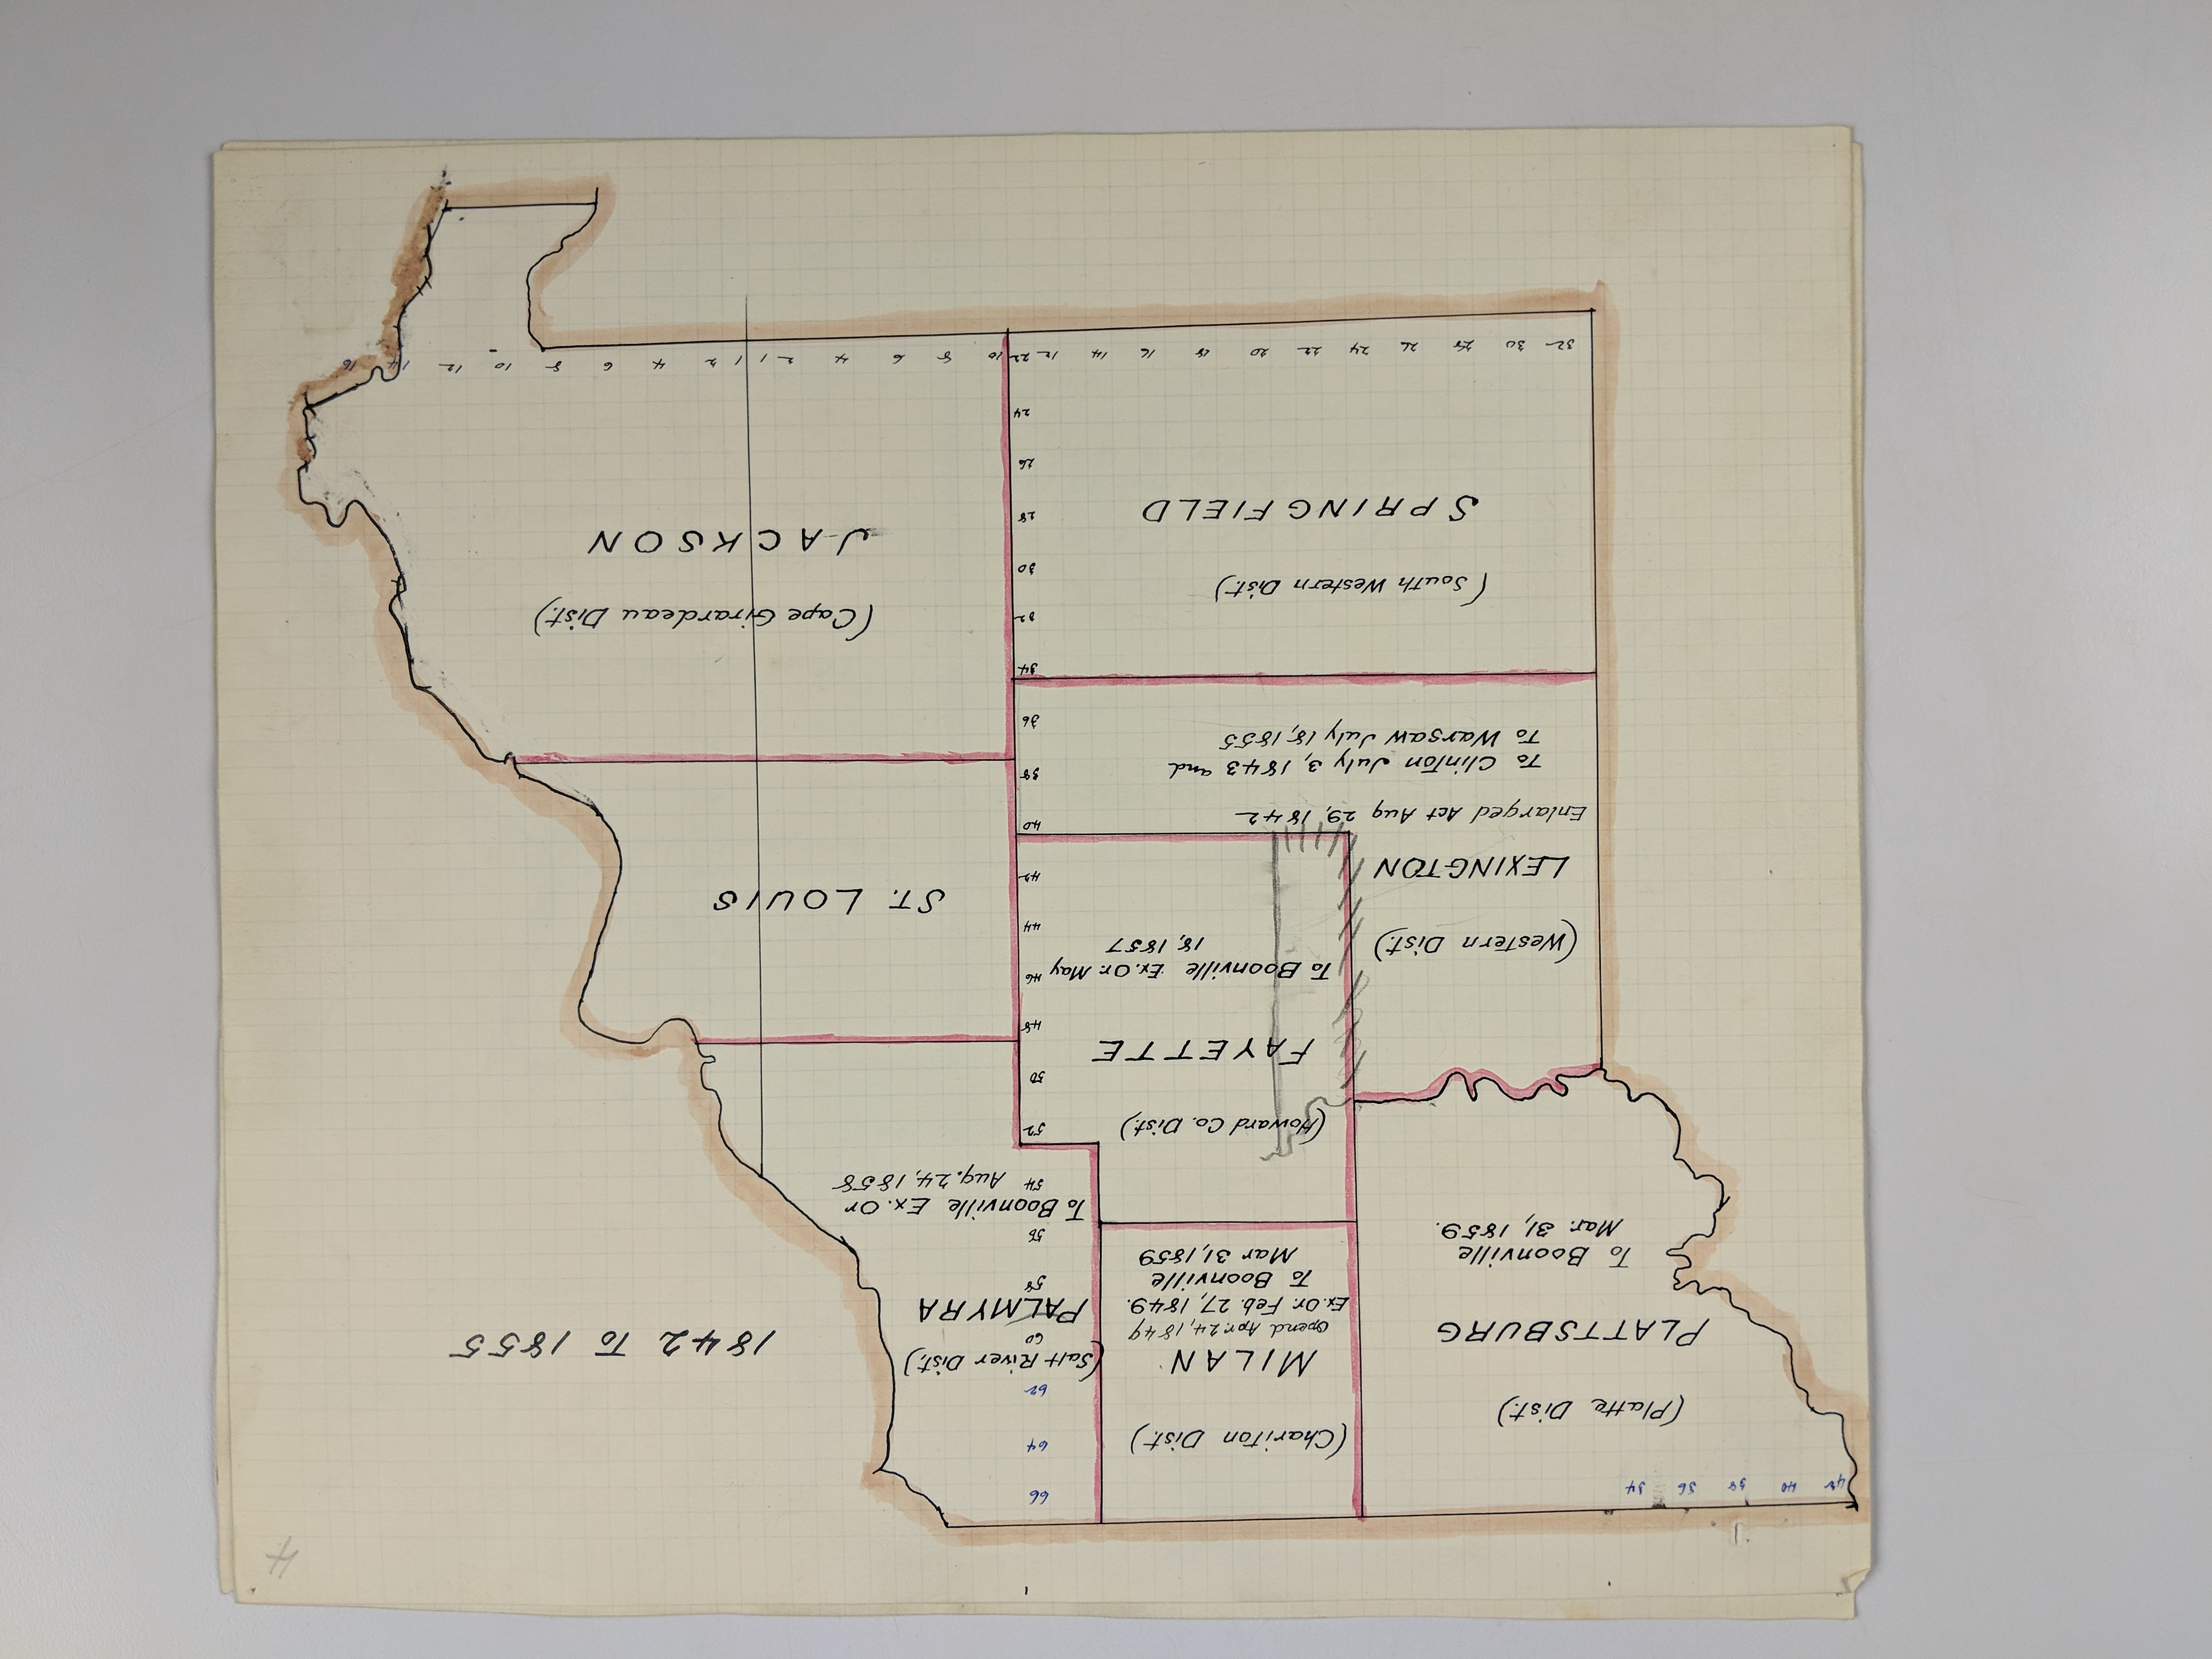 4
1842 To 1855
42 40 38 36 34
(Platte Dist.)
PLATTSBURG
To Boonville
Mar. 31, 1859.
(Chariton Dist.)
MILAN
opend Apr. 24, 1849
Ex. Or. Feb. 27, 1849.
To Boonville
Mar 31, 1859
66
64
62
(Salt River Dist,)
60
PALMYRA
58
56
To Boonville Ex. Or
54 Aug. 24, 1858
(Howard Co. Dist.)
52
50
FAYETTE
48
To Boonville Ex. Or. May 46
18, 1857
44
42
(Western Dist.)
LEXINGTON
40
Enlarged Act Aug 29, 1842
38
To Clinton July 3, 1843 and
To Warsaw July 18, 1855
36
ST. LOUIS
34
32
(South Western Dist.)
30
SPRINGFIELD
28
26
24
(Cape Girardeau Dist.)
JACKSON
32 30 28 26 24 22 20 18 16 14 12 22 10 8 6 4 2 1 1 2 4 6 8 10 12 14 16